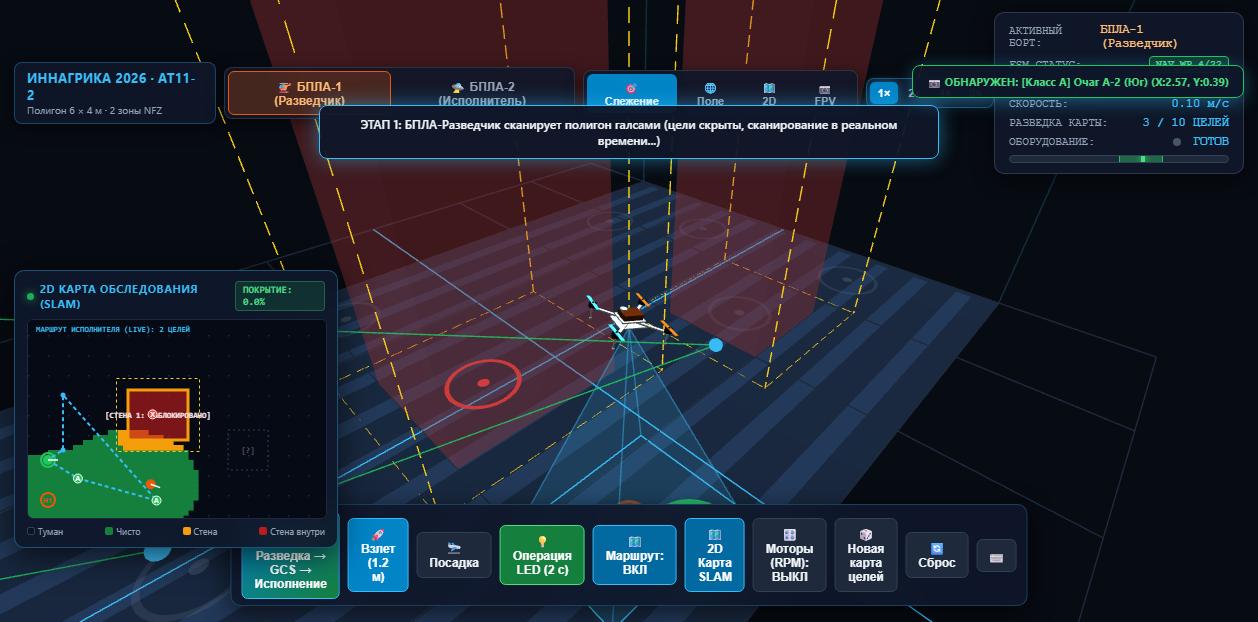 ИННАГРИКА 2026 · AT11-
2
Полигон 6 × 4 м · 2 зоны NFZ
БПЛА-1
(Разведчик)
БПЛА-2
(Исполнитель)
Слежение
Поле
2D
FPV
1×
2
АКТИВНЫЙ
БОРТ:
БПЛА-1
(Разведчик)
ОБНАРУЖЕН: [Класс А] Очаг А-2 (Юг) (X:2.57, Y:0.39)
СКОРОСТЬ:
0.10 м/с
РАЗВЕДКА КАРТЫ:
3 / 10 ЦЕЛЕЙ
ОБОРУДОВАНИЕ:
ГОТОВ
ЭТАП 1: БПЛА-Разведчик сканирует полигон галсами (цели скрыты, сканирование в реальном
времени...)
2D КАРТА ОБСЛЕДОВАНИЯ
(SLAM)
ПОКРЫТИЕ:
0.0%
МАРШРУТ ИСПОЛНИТЕЛЯ (LIVE): 2 ЦЕЛЕЙ
[СТЕНА 1: ЗАБЛОКИРОВАНО]
[?]
A
A
H1
Туман
Чисто
Стена
Стена внутри
Разведка →
GCS →
Исполнение
Взлет
(1.2
м)
Посадка
Операция
LED (2 с)
Маршрут:
ВКЛ
2D
Карта
SLAM
Моторы
(RPM):
ВЫКЛ
Новая
карта
целей
Сброс